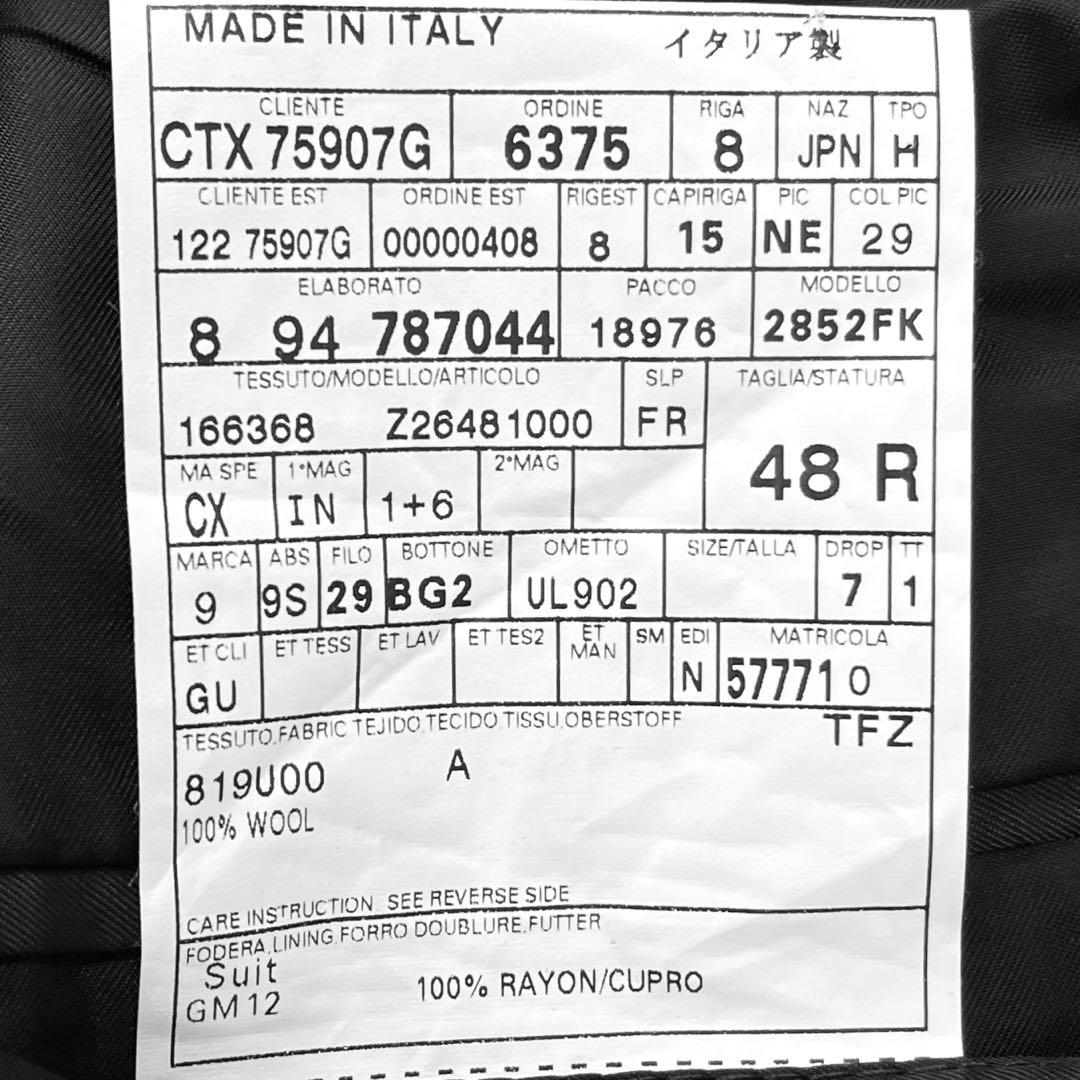 MADE IN ITALY イタリア製
CLIENTE ORDINE RIGA NAZ TPO
CTX 75907G 6375 8 JPN H
CLIENTE EST ORDINE EST RIGEST CAPIRIGA PIC COL PIC
122 75907G 00000408 8 15 NE 29
ELABORATO PACCO MODELLO
8 94 787044 18976 2852FK
TESSUTO/MODELLO/ARTICOLO SLP TAGLIA/STATURA
166368 Z26481000 FR 48 R
MA SPE 1°MAG 2°MAG
CX IN 1+6
MARCA ABS FILO BOTTONE OMETTO SIZE/TALLA DROP TT
9 9S 29 BG2 UL902 7 1
ET CLI ET TESS ET LAV ET TES2 ET MAN SM EDI MATRICOLA
GU N 57771 0
TESSUTO,FABRIC TEJIDO,TECIDO,TISSU,OBERSTOFF TFZ
819U00 A
100% WOOL
CARE INSTRUCTION SEE REVERSE SIDE
FODERA,LINING,FORRO DOUBLURE,FUTTER
Suit
GM12 100% RAYON/CUPRO